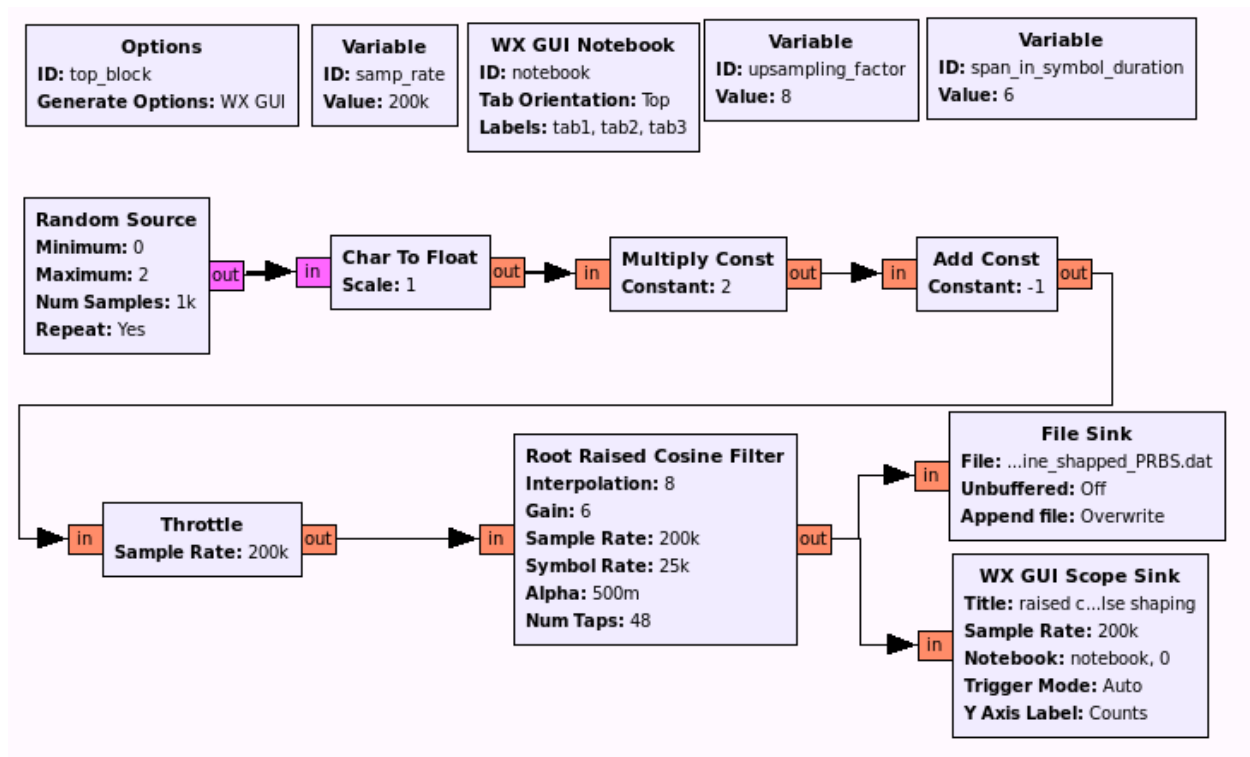 Options
ID: top_block
Generate Options: WX GUI
Variable
ID: samp_rate
Value: 200k
WX GUI Notebook
ID: notebook
Tab Orientation: Top
Labels: tab1, tab2, tab3
Variable
ID: upsampling_factor
Value: 8
Variable
ID: span_in_symbol_duration
Value: 6
Random Source
Minimum: 0
Maximum: 2
Num Samples: 1k
Repeat: Yes
out
in
Char To Float
Scale: 1
out
in
Multiply Const
Constant: 2
out
in
Add Const
Constant: -1
out
in
Throttle
Sample Rate: 200k
out
in
Root Raised Cosine Filter
Interpolation: 8
Gain: 6
Sample Rate: 200k
Symbol Rate: 25k
Alpha: 500m
Num Taps: 48
out
in
File Sink
File: ...ine_shapped_PRBS.dat
Unbuffered: Off
Append file: Overwrite
in
WX GUI Scope Sink
Title: raised c...lse shaping
Sample Rate: 200k
Notebook: notebook, 0
Trigger Mode: Auto
Y Axis Label: Counts